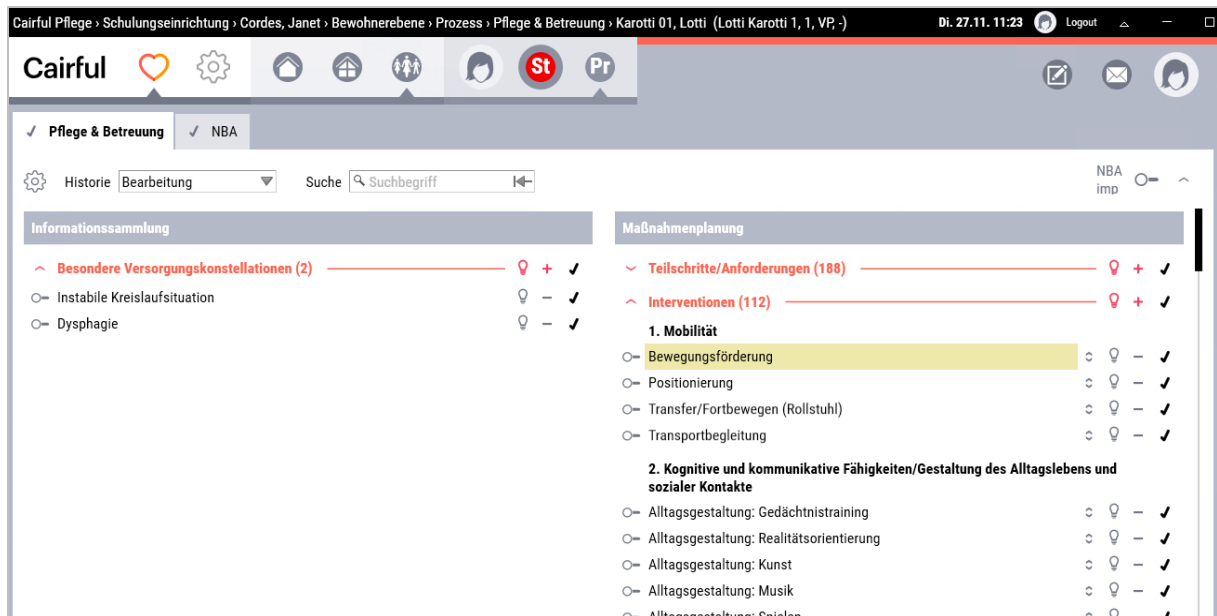 Cairful Pflege › Schulungseinrichtung › Cordes, Janet › Bewohnerebene › Prozess › Pflege & Betreuung › Karotti 01, Lotti (Lotti Karotti 1, 1, VP, -) Di. 27.11. 11:23 Logout
Cairful St Pr
Pflege & Betreuung NBA
Historie Bearbeitung Suche Suchbegriff NBA
imp
Informationssammlung
Besondere Versorgungskonstellationen (2)
Instabile Kreislaufsituation
Dysphagie
Maßnahmenplanung
Teilschritte/Anforderungen (188)
Interventionen (112)
1. Mobilität
Bewegungsförderung
Positionierung
Transfer/Fortbewegen (Rollstuhl)
Transportbegleitung
2. Kognitive und kommunikative Fähigkeiten/Gestaltung des Alltagslebens und
sozialer Kontakte
Alltagsgestaltung: Gedächtnistraining
Alltagsgestaltung: Realitätsorientierung
Alltagsgestaltung: Kunst
Alltagsgestaltung: Musik
Alltagsgestaltung: Spielen